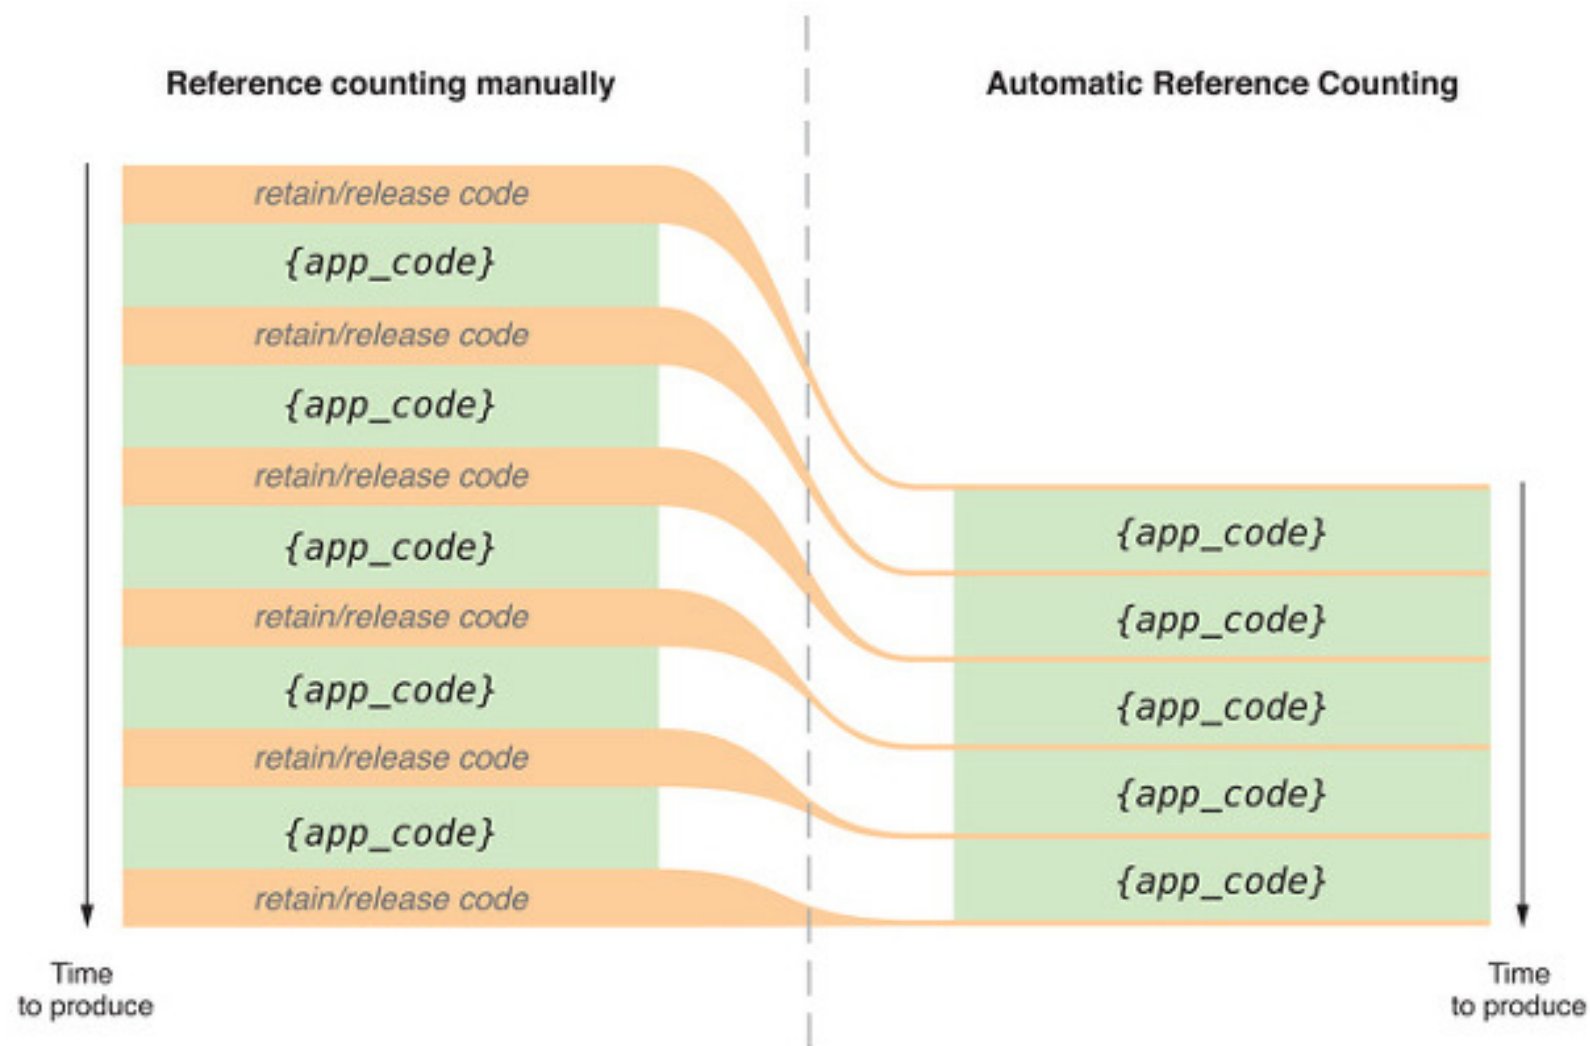 Reference counting manually
Automatic Reference Counting
retain/release code
{app_code}
retain/release code
{app_code}
retain/release code
{app_code}
retain/release code
{app_code}
retain/release code
{app_code}
retain/release code
{app_code}
{app_code}
{app_code}
{app_code}
{app_code}
Time
to produce
Time
to produce